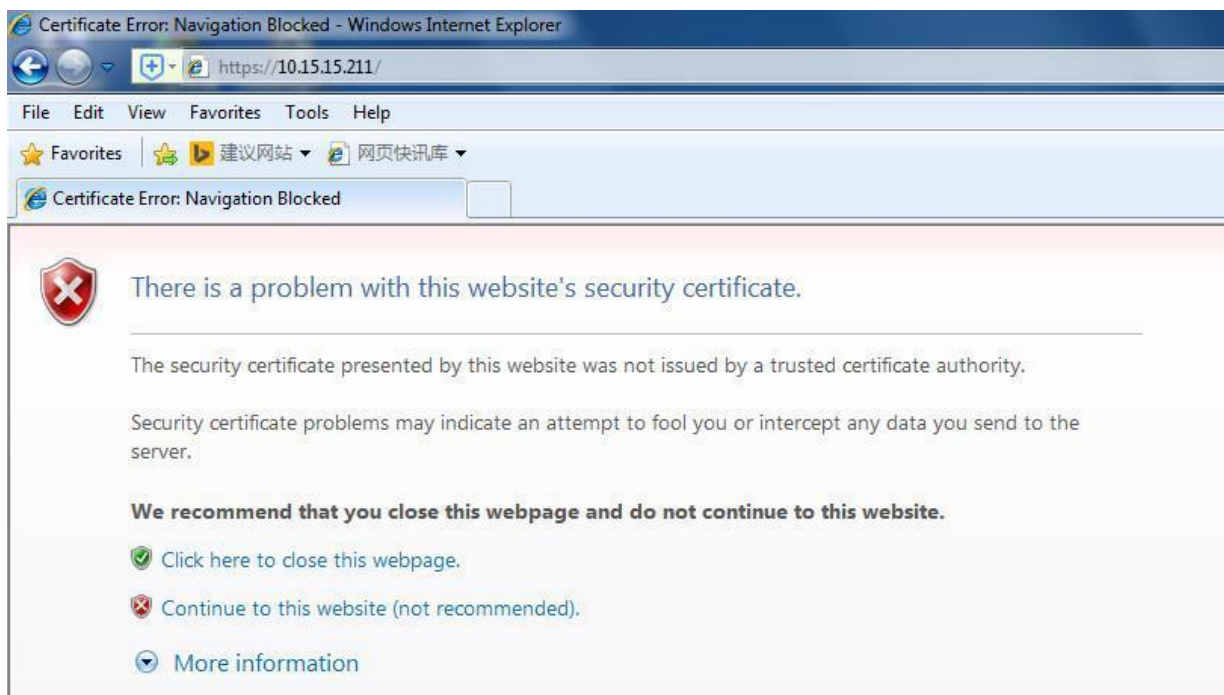 Certificate Error: Navigation Blocked - Windows Internet Explorer
https://10.15.15.211/
File Edit View Favorites Tools Help
Favorites 建议网站 网页快讯库
Certificate Error: Navigation Blocked
There is a problem with this website's security certificate.
The security certificate presented by this website was not issued by a trusted certificate authority.
Security certificate problems may indicate an attempt to fool you or intercept any data you send to the
server.
We recommend that you close this webpage and do not continue to this website.
Click here to close this webpage.
Continue to this website (not recommended).
More information